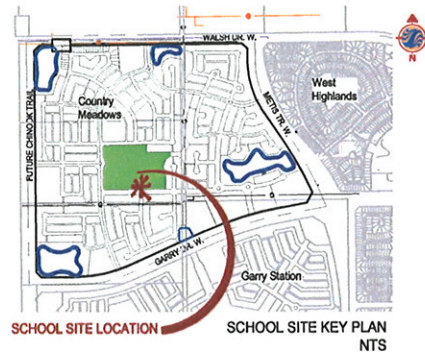 WALSH DR. W.
N
FUTURE CHINOOK TRAIL
Country
Meadows
METIS TR. W.
West
Highlands
GARRY DR. W.
Garry Station
SCHOOL SITE LOCATION
SCHOOL SITE KEY PLAN
NTS